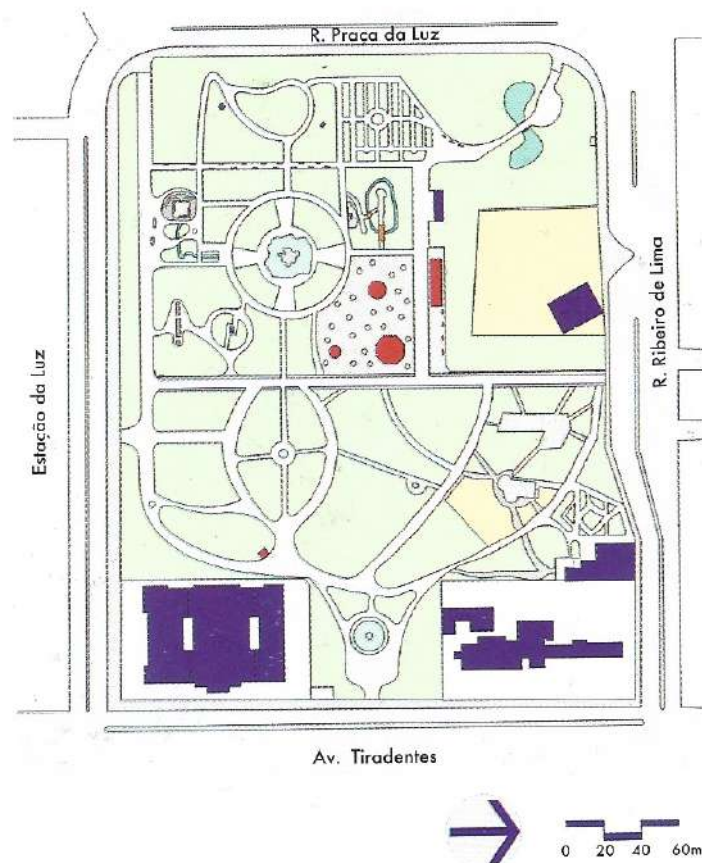 R. Praça da Luz
Estação da Luz
R. Ribeiro de Lima
Av. Tiradentes
0 20 40 60m